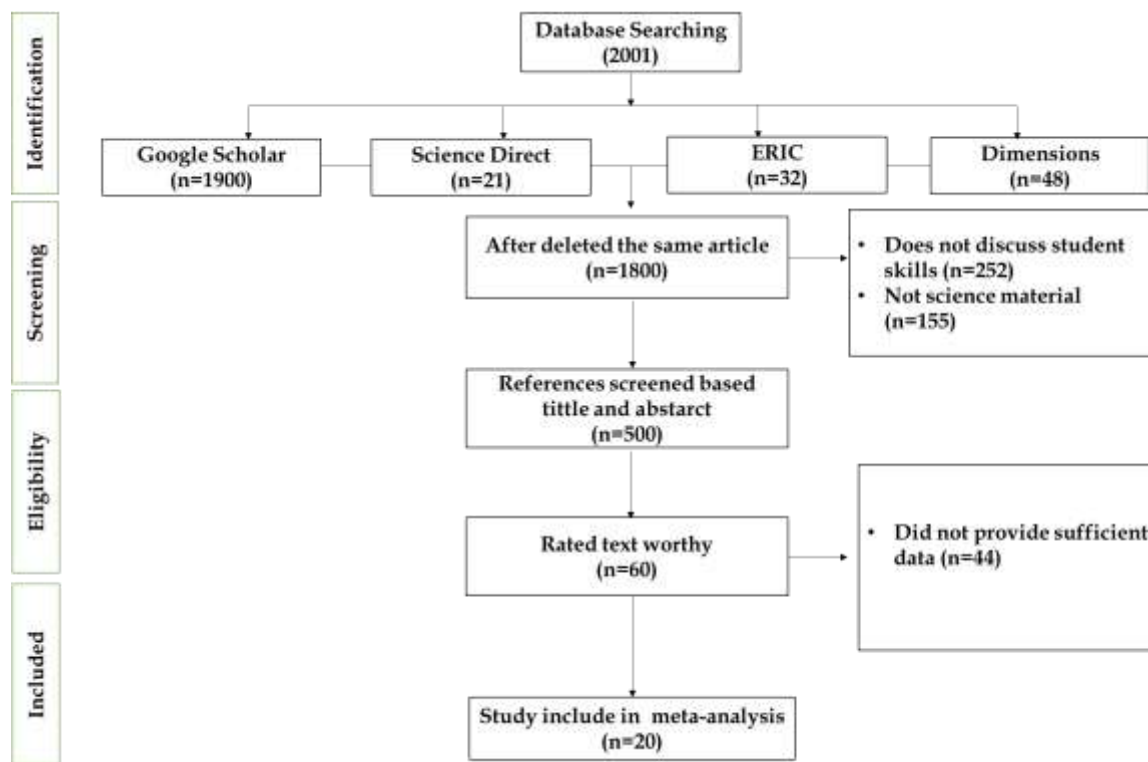 Identification
Database Searching
(2001)
Google Scholar
(n=1900)
Science Direct
(n=21)
ERIC
(n=32)
Dimensions
(n=48)
Screening
After deleted the same article
(n=1800)
• Does not discuss student
skills (n=252)
• Not science material
(n=155)
References screened based
tittle and abstarct
(n=500)
Eligibility
Rated text worthy
(n=60)
• Did not provide sufficient
data (n=44)
Included
Study include in meta-analysis
(n=20)